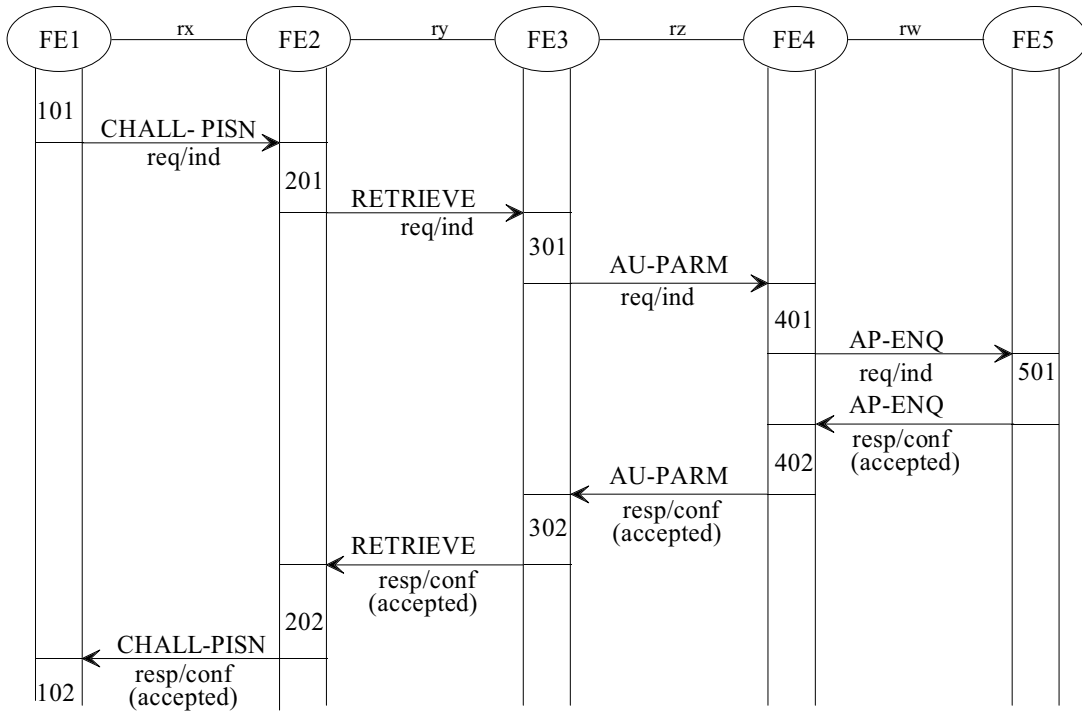 FE1 rx FE2 ry FE3 rz FE4 rw FE5
101
CHALL- PISN
req/ind
201
RETRIEVE
req/ind
301
AU-PARM
req/ind
401
AP-ENQ
req/ind
501
AP-ENQ
resp/conf
(accepted)
402
AU-PARM
resp/conf
(accepted)
302
RETRIEVE
resp/conf
(accepted)
202
CHALL-PISN
resp/conf
(accepted)
102